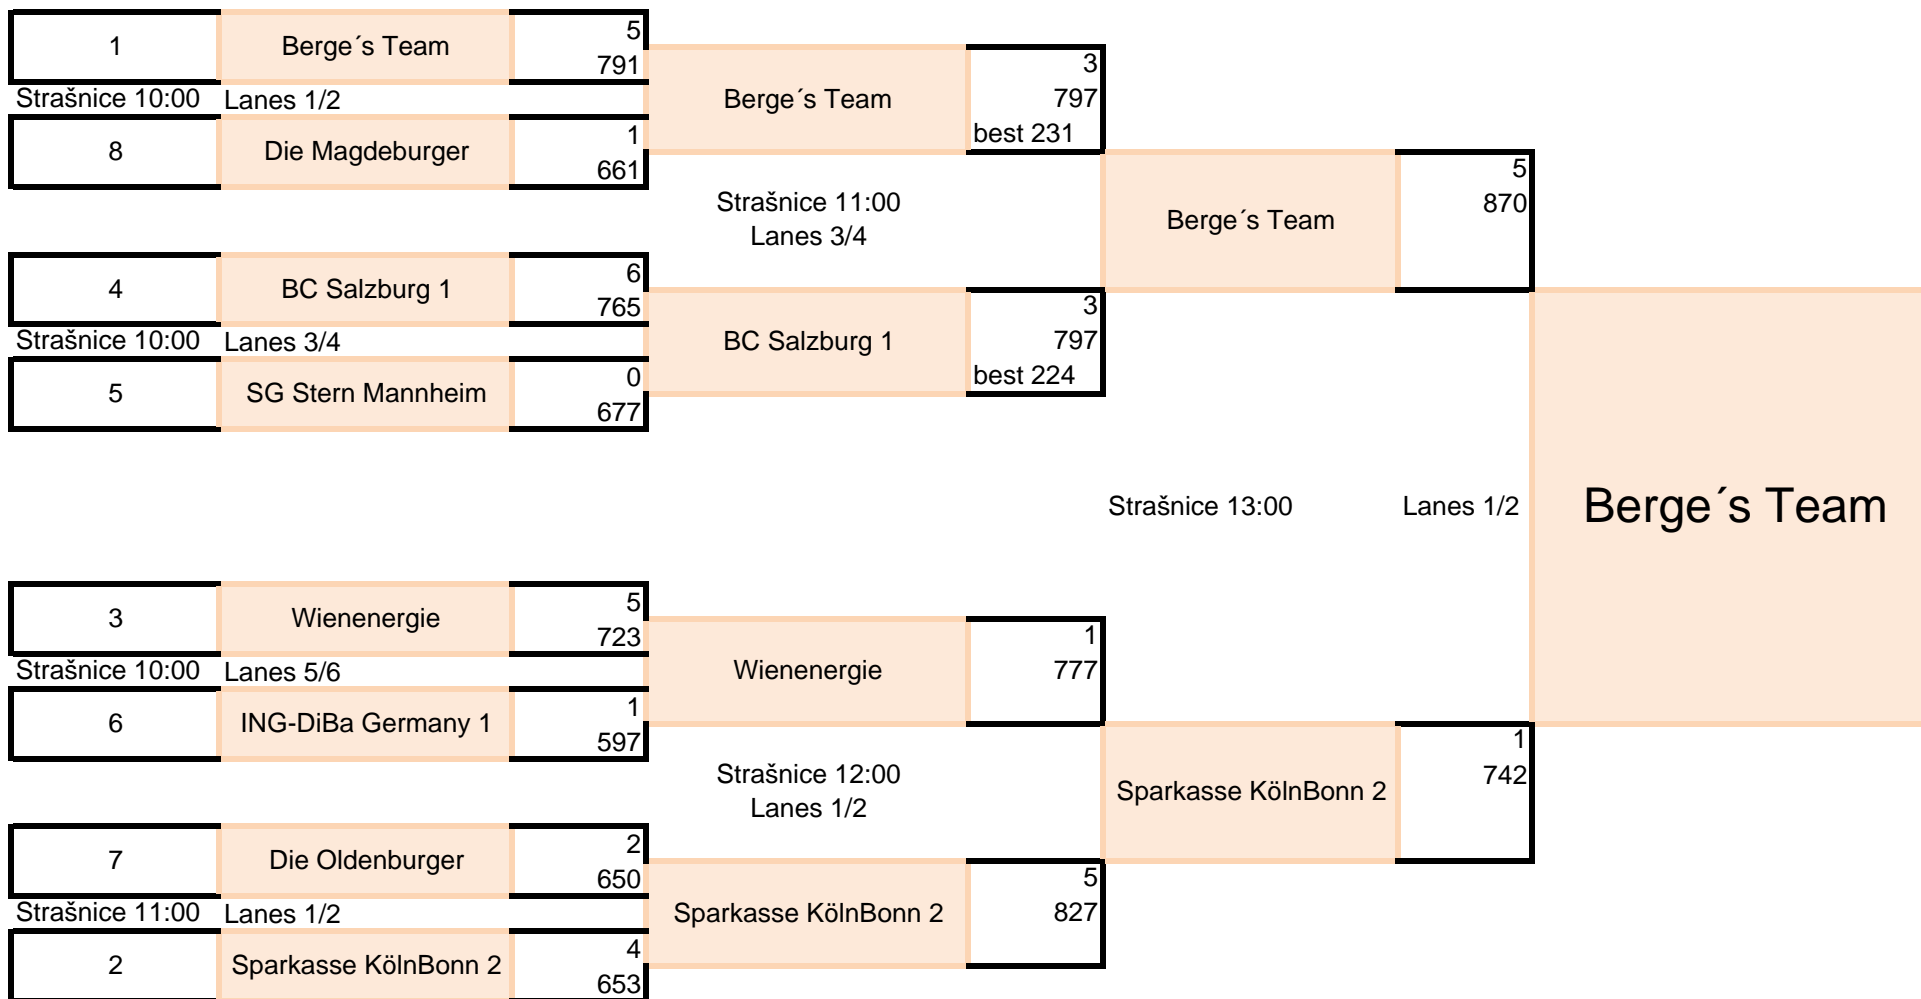 1
Berge´s Team
5
791
Strašnice 10:00 Lanes 1/2
8
Die Magdeburger
1
661
4
BC Salzburg 1
6
765
Strašnice 10:00 Lanes 3/4
5
SG Stern Mannheim
0
677
3
Wienenergie
5
723
Strašnice 10:00 Lanes 5/6
6
ING-DiBa Germany 1
1
597
7
Die Oldenburger
2
650
Strašnice 11:00 Lanes 1/2
2
Sparkasse KölnBonn 2
4
653
Berge´s Team
3
797
best 231
Strašnice 11:00
Lanes 3/4
BC Salzburg 1
3
797
best 224
Wienenergie
1
777
Strašnice 12:00
Lanes 1/2
Sparkasse KölnBonn 2
5
827
Berge´s Team
5
870
Strašnice 13:00 Lanes 1/2
Sparkasse KölnBonn 2
1
742
Berge´s Team